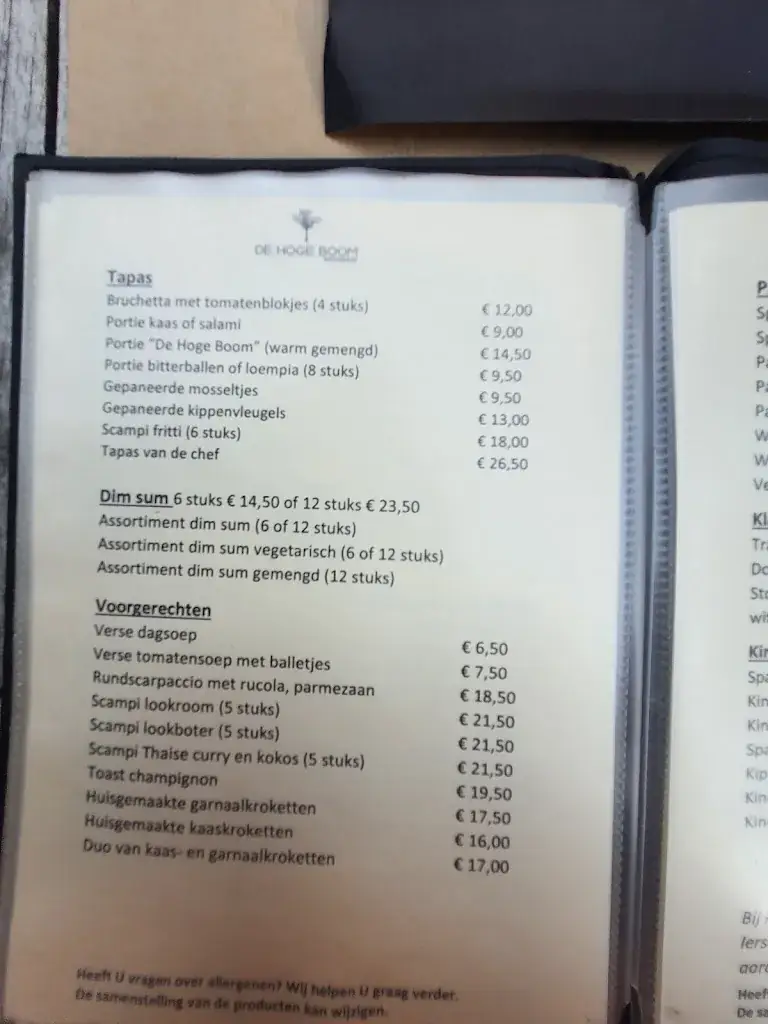 DE HOGE BOOM
Tapas
Bruchetta met tomatenblokjes (4 stuks) € 12,00
Portie kaas of salami € 9,00
Portie "De Hoge Boom" (warm gemengd) € 14,50
Portie bitterballen of loempia (8 stuks) € 9,50
Gepaneerde mosseltjes € 9,50
Gepaneerde kippenvleugels € 13,00
Scampi fritti (6 stuks) € 18,00
Tapas van de chef € 26,50
Dim sum 6 stuks € 14,50 of 12 stuks € 23,50
Assortiment dim sum (6 of 12 stuks)
Assortiment dim sum vegetarisch (6 of 12 stuks)
Assortiment dim sum gemengd (12 stuks)
Voorgerechten
Verse dagsoep € 6,50
Verse tomatensoep met balletjes € 7,50
Rundscarpaccio met rucola, parmezaan € 18,50
Scampi lookroom (5 stuks) € 21,50
Scampi lookboter (5 stuks) € 21,50
Scampi Thaise curry en kokos (5 stuks) € 21,50
Toast champignon € 19,50
Huisgemaakte garnaalkroketten € 17,50
Huisgemaakte kaaskroketten € 16,00
Duo van kaas- en garnaalkroketten € 17,00
Heeft U vragen over allergenen? Wij helpen U graag verder.
De samenstelling van de producten kan wijzigen.